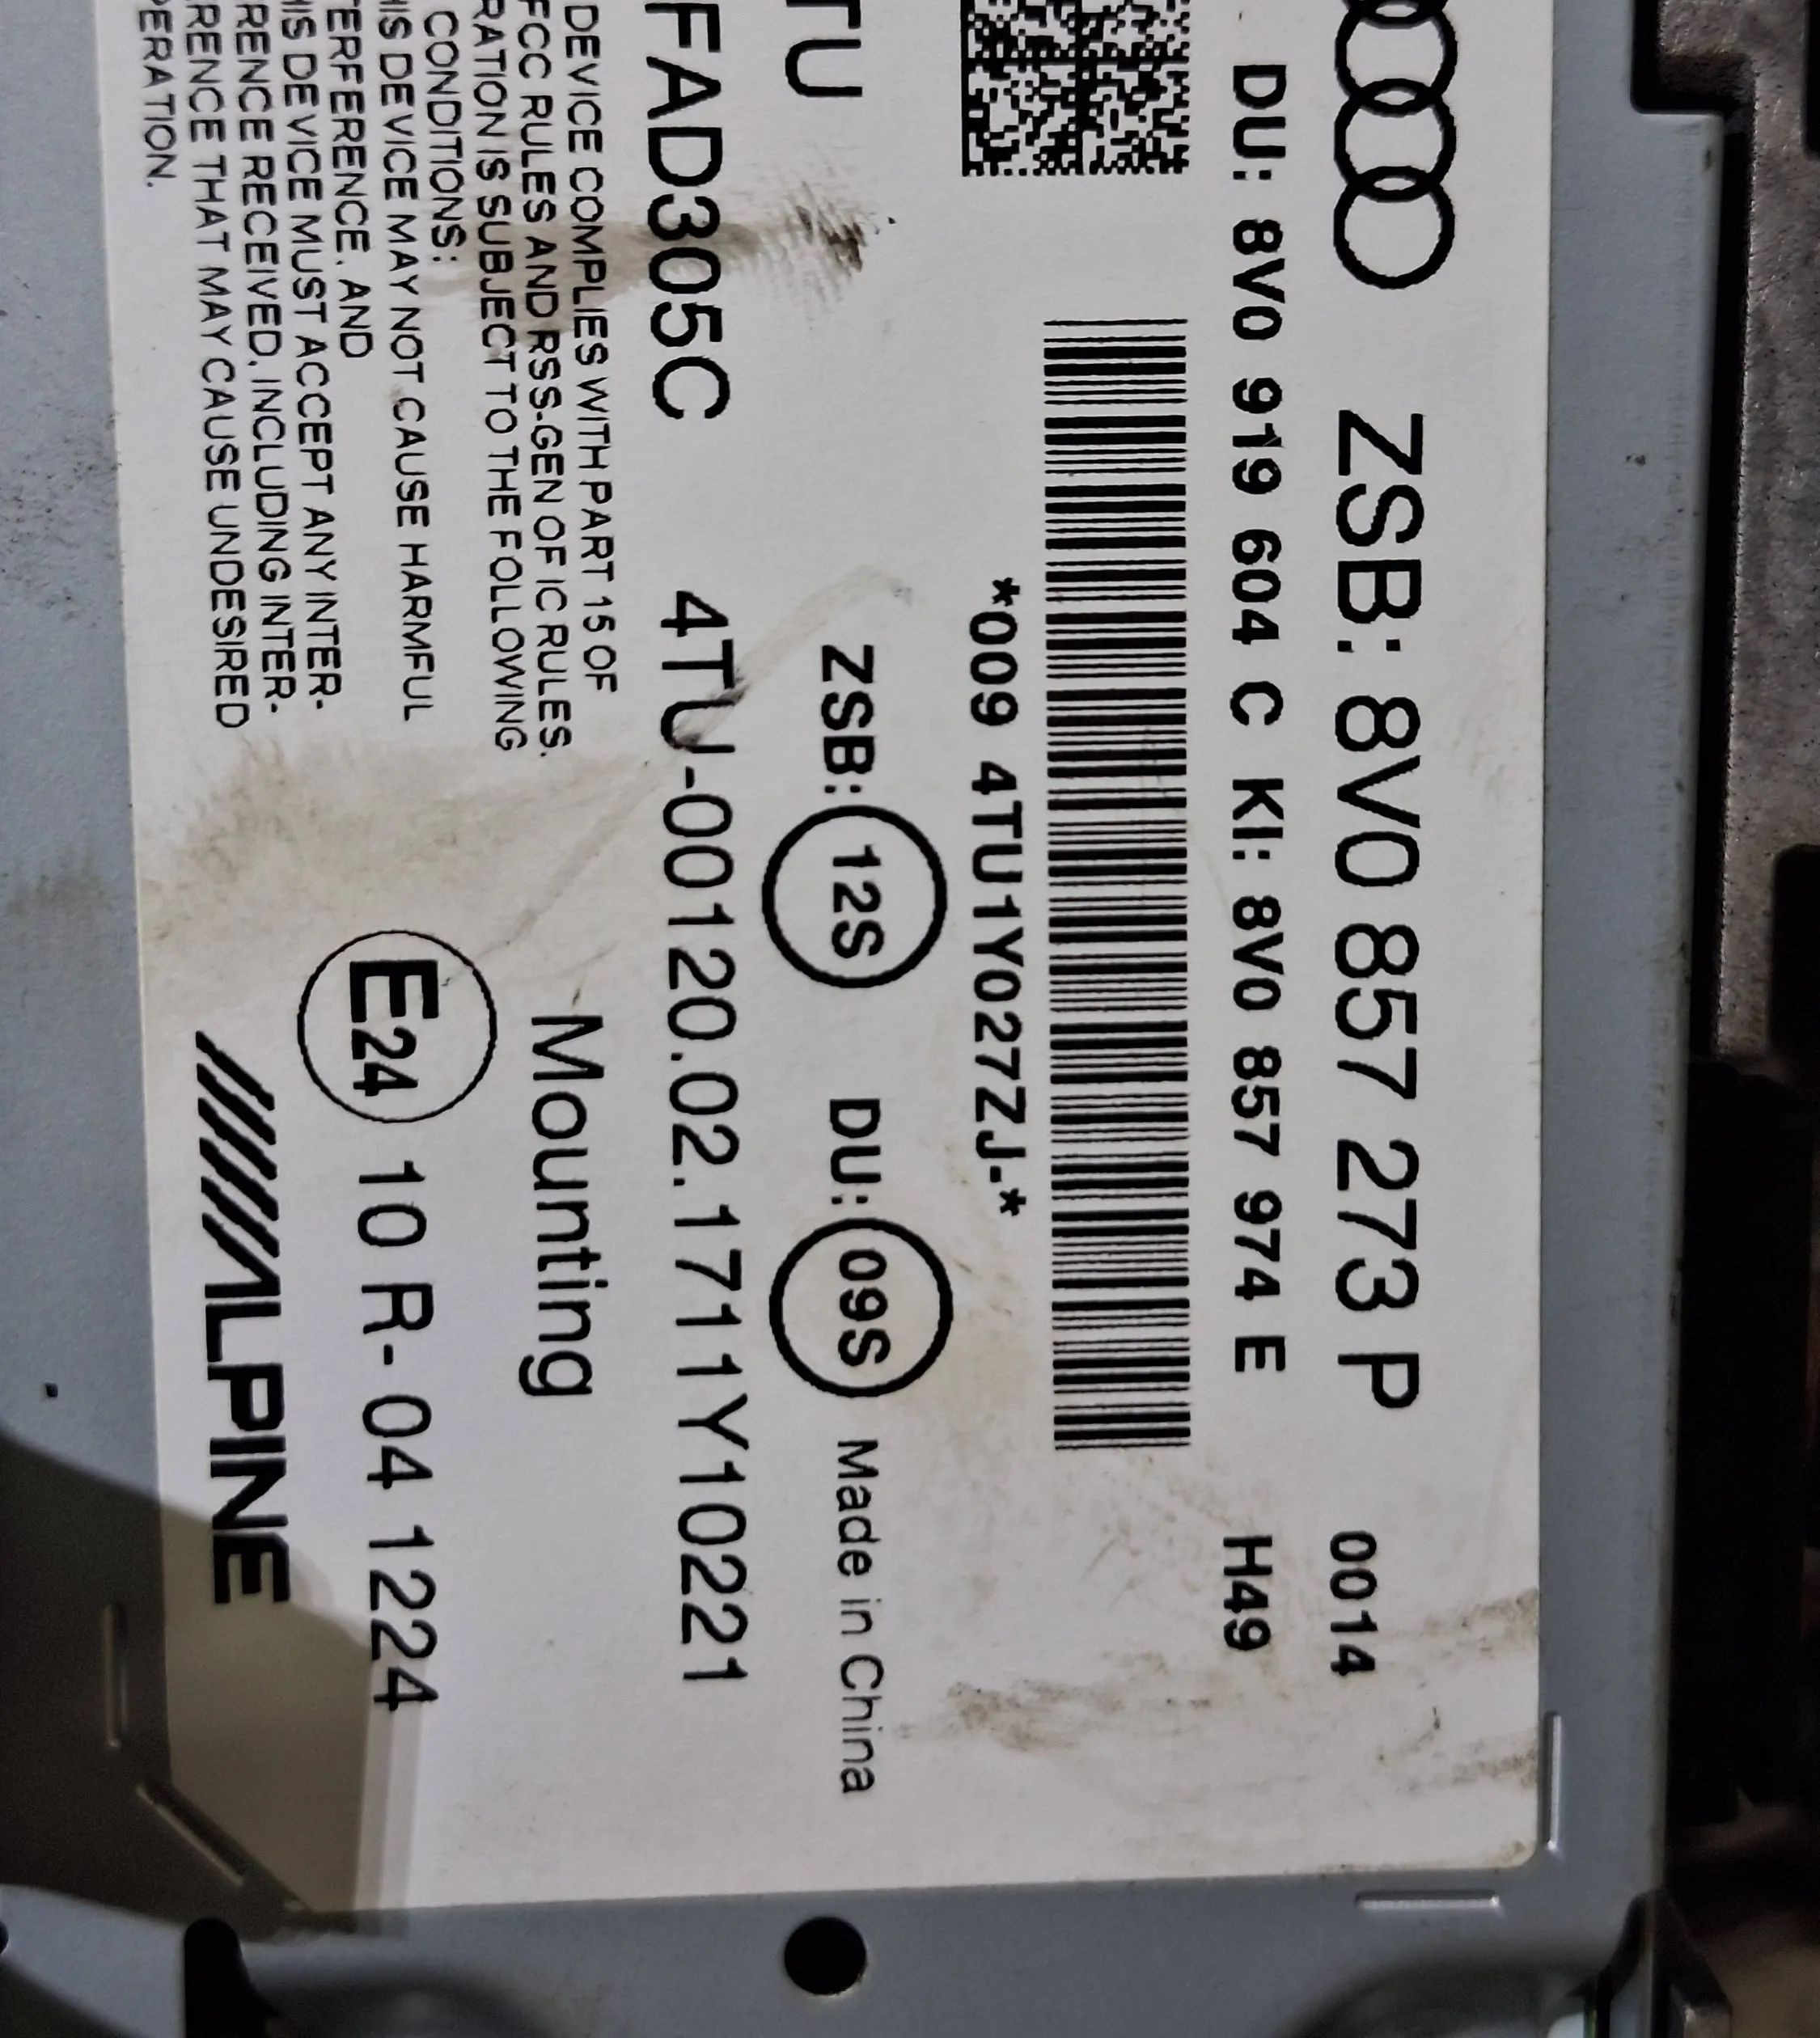 ZSB: 8V0 857 273 P 0014
DU: 8V0 919 604 C KI: 8V0 857 974 E H49
*009 4TU1Y027ZJ-*
TU ZSB: 12S DU: 09S Made in China
FAD305C 4TU-00120.02.1711Y10221
DEVICE COMPLIES WITH PART 15 OF
FCC RULES AND RSS-GEN OF IC RULES.
RATION IS SUBJECT TO THE FOLLOWING
CONDITIONS:
IS DEVICE MAY NOT CAUSE HARMFUL
TERFERENCE, AND
IS DEVICE MUST ACCEPT ANY INTER-
RENCE RECEIVED, INCLUDING INTER-
RENCE THAT MAY CAUSE UNDESIRED
PERATION.
Mounting
E24 10 R-04 1224
ALPINE